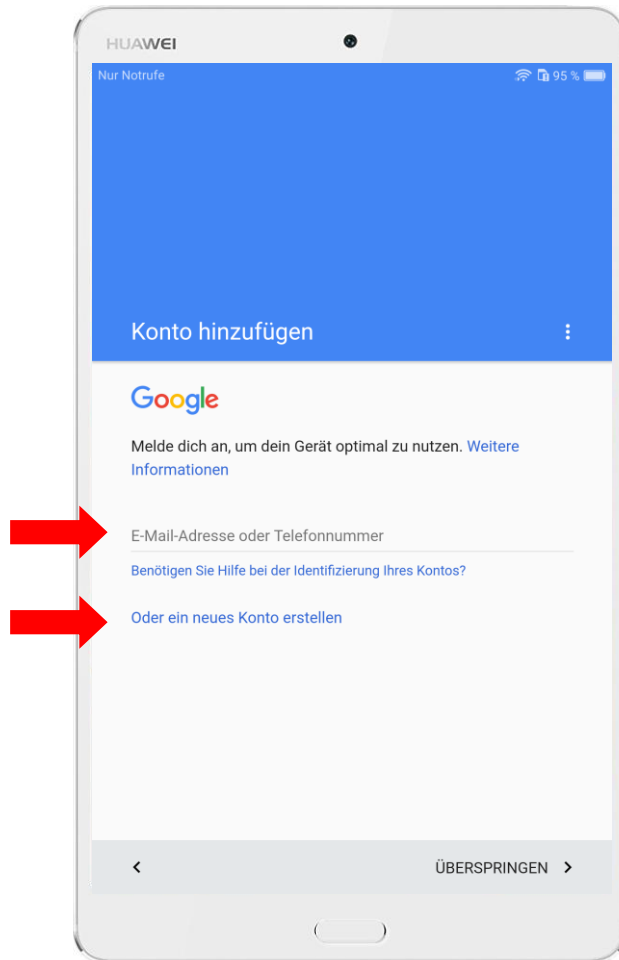 HUAWEI
Nur Notrufe
95 %
Konto hinzufügen
Google
Melde dich an, um dein Gerät optimal zu nutzen. Weitere
Informationen
E-Mail-Adresse oder Telefonnummer
Benötigen Sie Hilfe bei der Identifizierung Ihres Kontos?
Oder ein neues Konto erstellen
ÜBERSPRINGEN